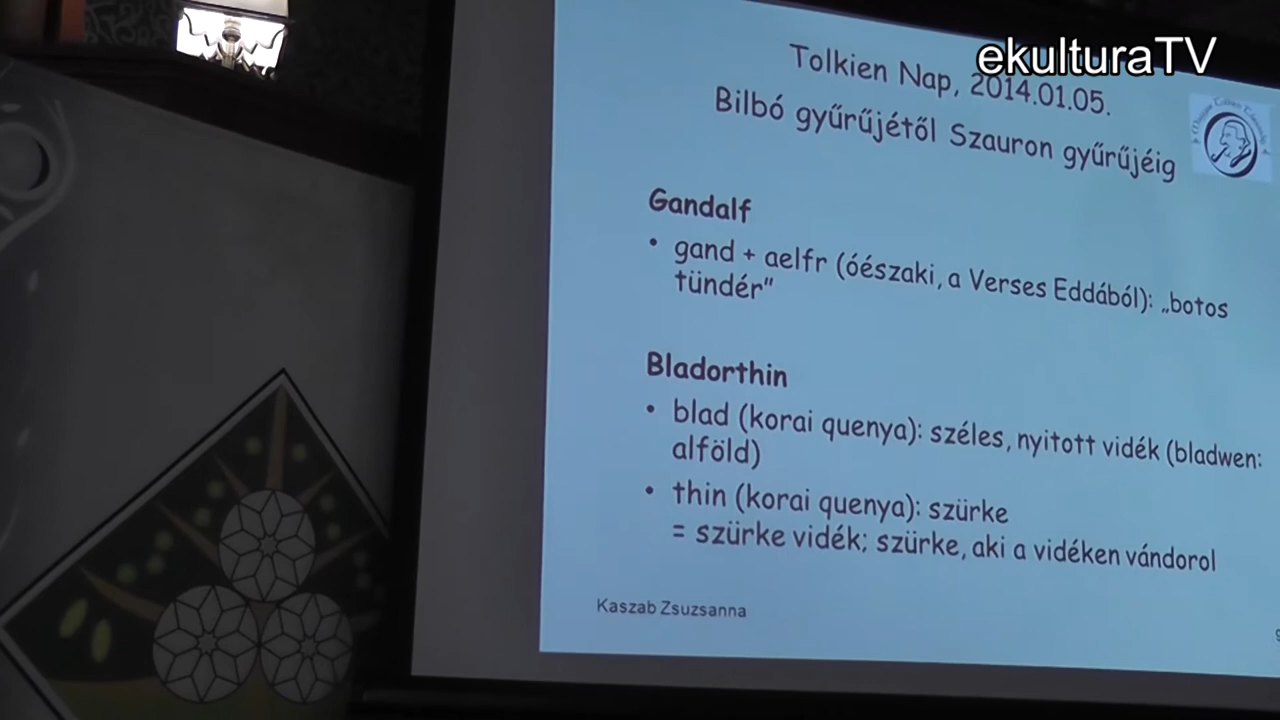 ekulturaTV
Tolkien Nap, 2014.01.05.
Bilbó gyűrűjétől Szauron gyűrűjéig
Gandalf
• gand + aelfr (óészaki, a Verses Eddából): „botos
tündér”
Bladorthin
• blad (korai quenya): széles, nyitott vidék (bladwen:
alföld)
• thin (korai quenya): szürke
= szürke vidék; szürke, aki a vidéken vándorol
Kaszab Zsuzsanna